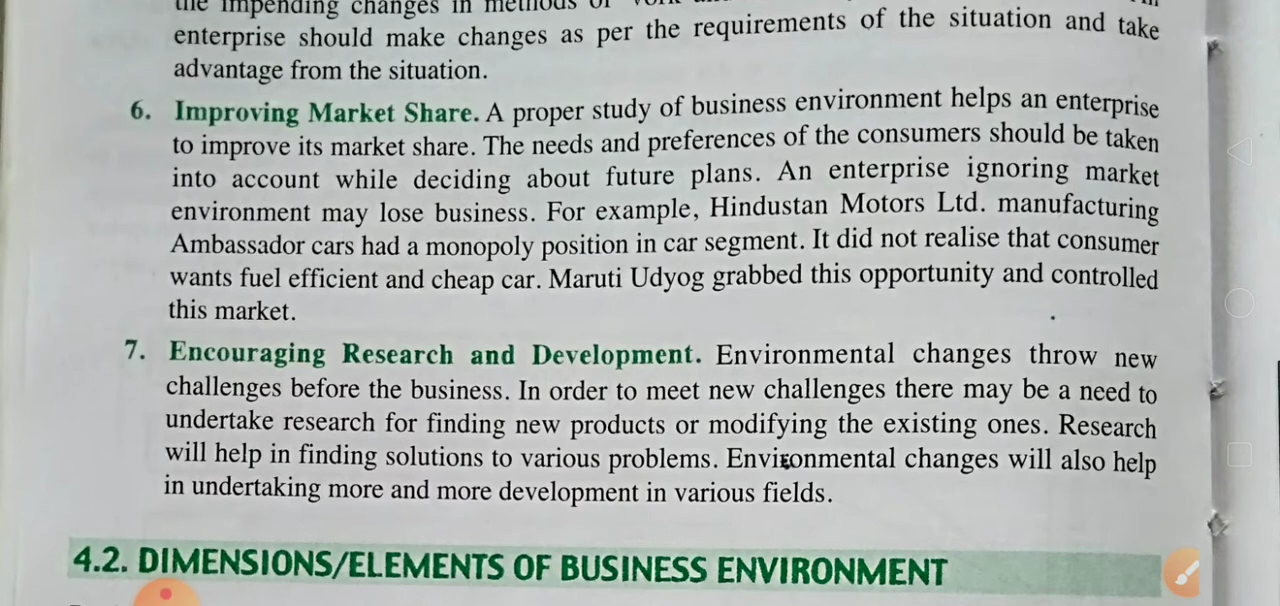 the impending changes in methods of work
enterprise should make changes as per the requirements of the situation and take
advantage from the situation.
6. Improving Market Share. A proper study of business environment helps an enterprise
to improve its market share. The needs and preferences of the consumers should be taken
into account while deciding about future plans. An enterprise ignoring market
environment may lose business. For example, Hindustan Motors Ltd. manufacturing
Ambassador cars had a monopoly position in car segment. It did not realise that consumer
wants fuel efficient and cheap car. Maruti Udyog grabbed this opportunity and controlled
this market.
7. Encouraging Research and Development. Environmental changes throw new
challenges before the business. In order to meet new challenges there may be a need to
undertake research for finding new products or modifying the existing ones. Research
will help in finding solutions to various problems. Environmental changes will also help
in undertaking more and more development in various fields.
4.2. DIMENSIONS/ELEMENTS OF BUSINESS ENVIRONMENT